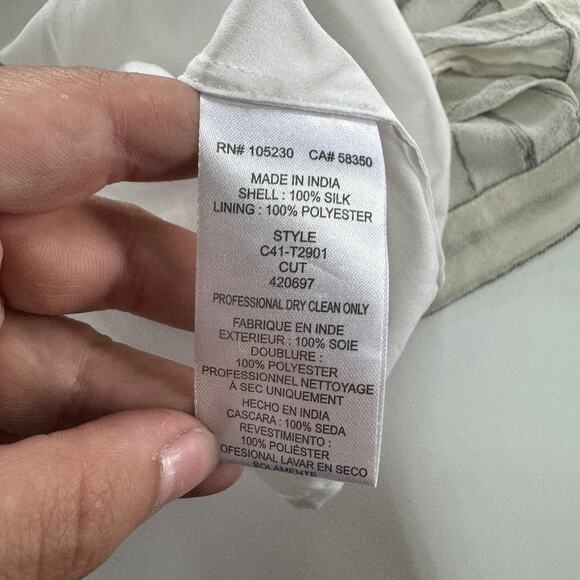 RN# 105230 CA# 58350
MADE IN INDIA
SHELL : 100% SILK
LINING : 100% POLYESTER
STYLE
C41-T2901
CUT
420697
PROFESSIONAL DRY CLEAN ONLY
FABRIQUE EN INDE
EXTERIEUR : 100% SOIE
DOUBLURE :
100% POLYESTER
PROFESSIONNEL NETTOYAGE
À SEC UNIQUEMENT
HECHO EN INDIA
CASCARA : 100% SEDA
REVESTIMIENTO :
100% POLIÉSTER
OFESIONAL LAVAR EN SECO
SOLAMENTE